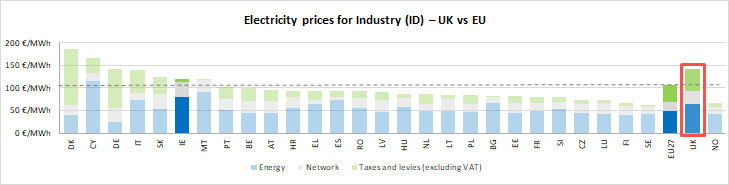 Electricity prices for Industry (ID) – UK vs EU
200 €/MWh
150 €/MWh
100 €/MWh
50 €/MWh
0 €/MWh
DK CY DE IT SK IE MT PT BE AT HR EL ES RO LV HU NL LT PL BG EE FR SI CZ LU FI SE EU27 UK NO
Energy Network Taxes and levies (excluding VAT)